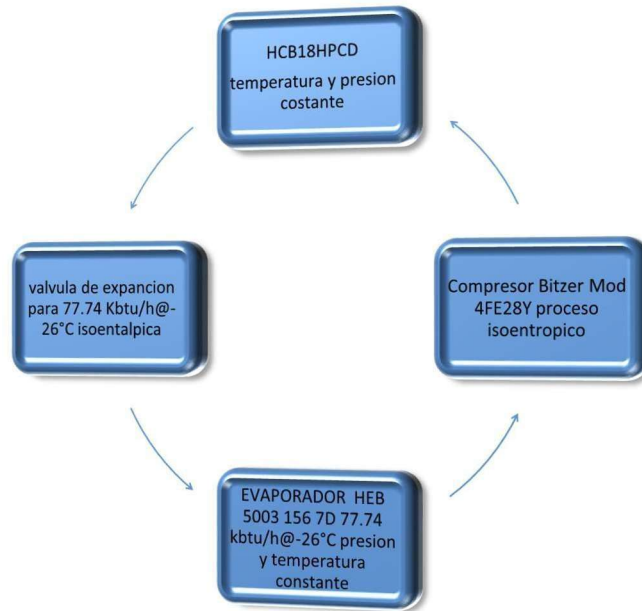 HCB18HPCD
temperatura y presion
costante
valvula de expancion
para 77.74 Kbtu/h@-
26°C isoentalpica
Compresor Bitzer Mod
4FE28Y proceso
isoentropico
EVAPORADOR HEB
5003 156 7D 77.74
kbtu/h@-26°C presion
y temperatura
constante